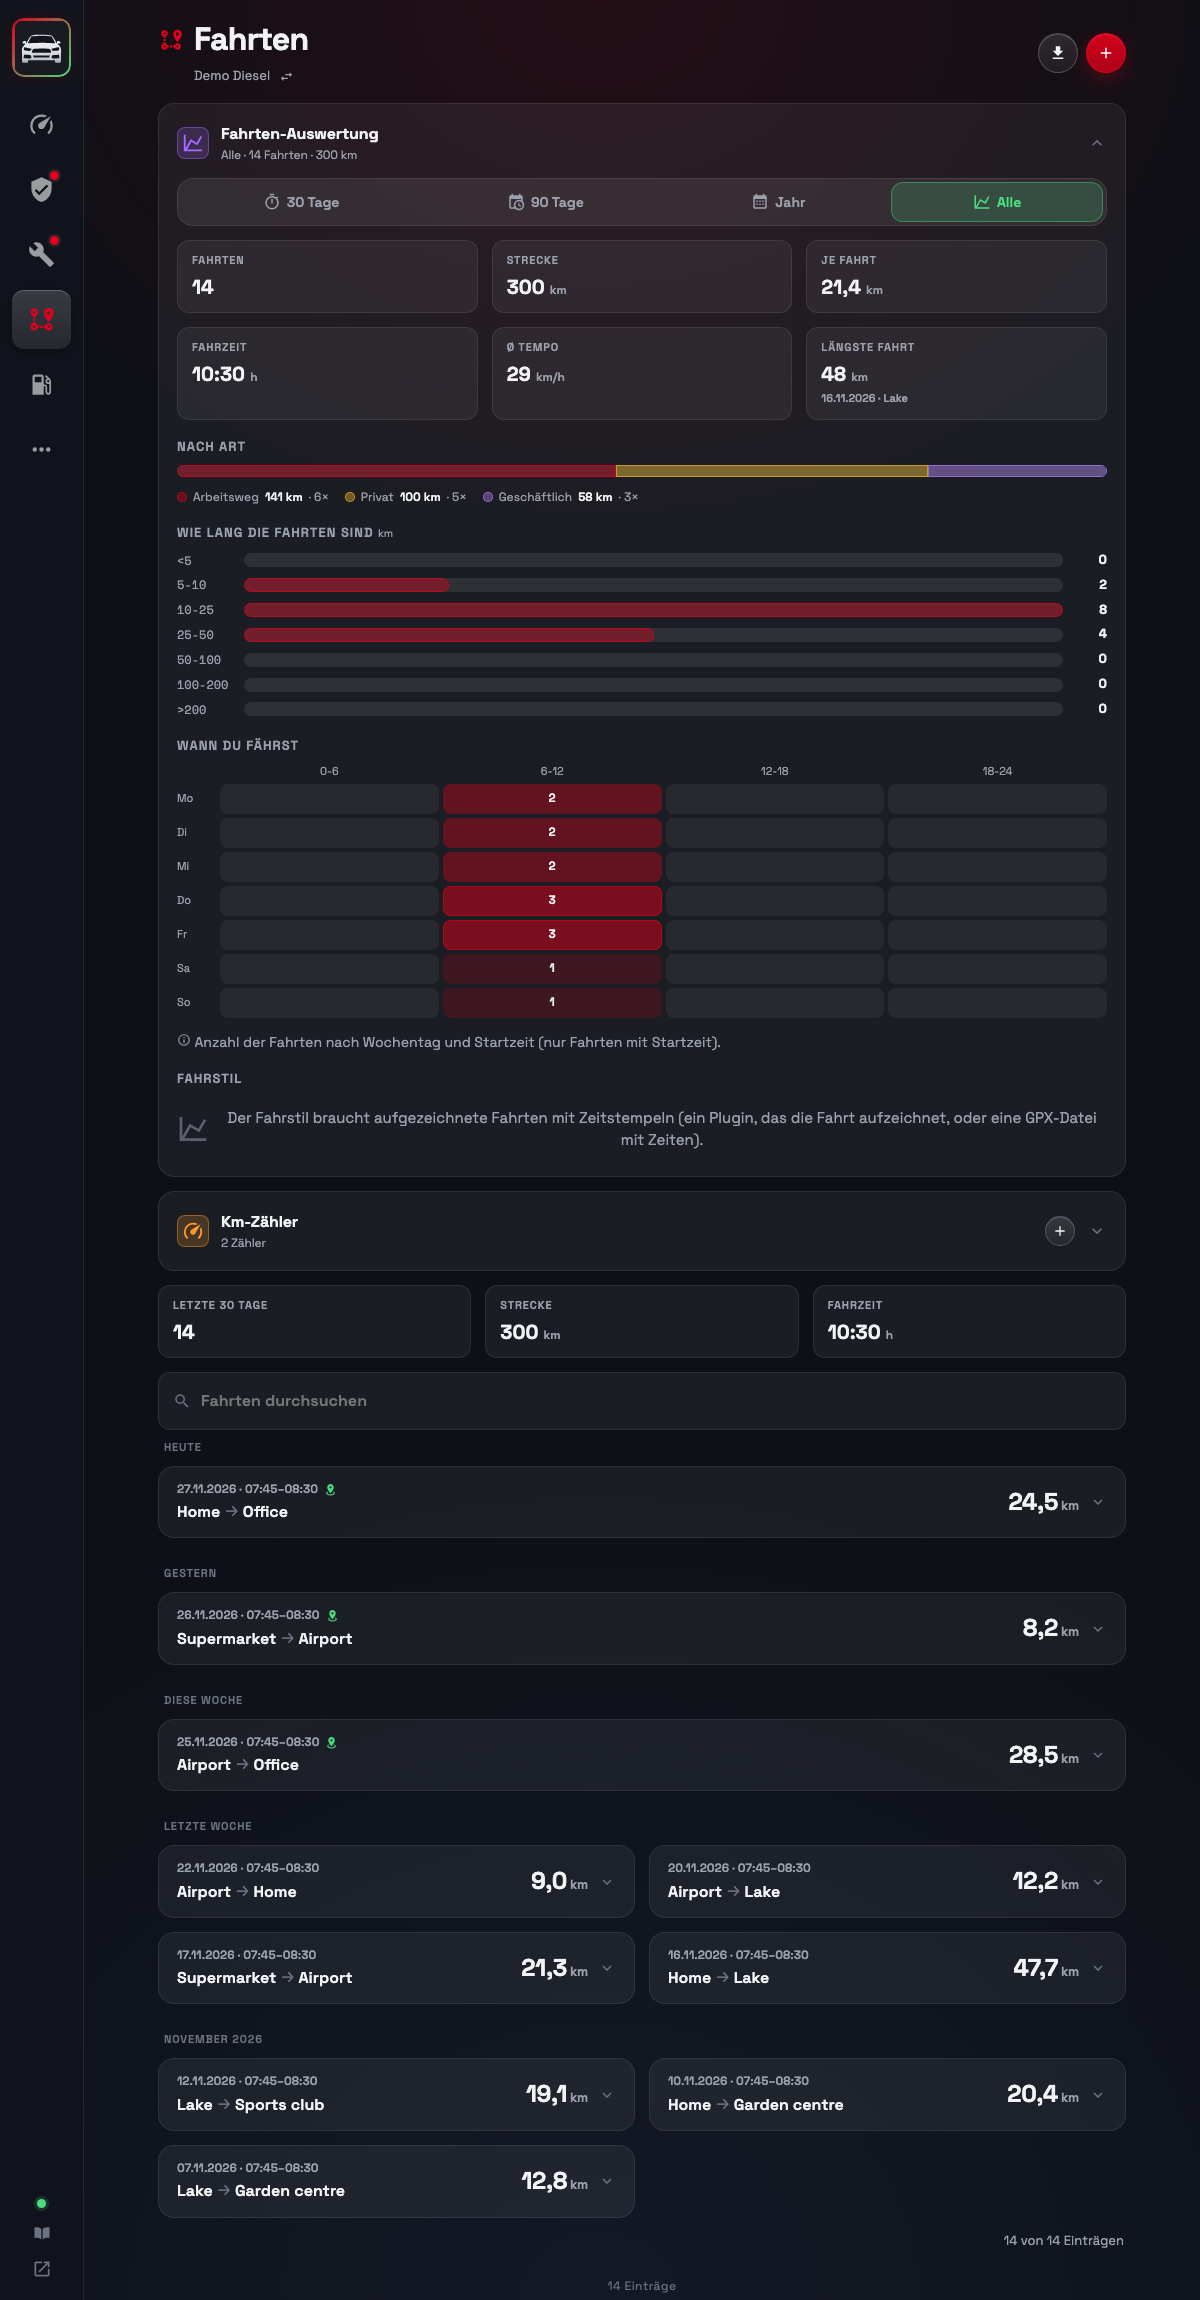 Fahrten
Demo Diesel
Fahrten-Auswertung
Alle · 14 Fahrten · 300 km
30 Tage
90 Tage
Jahr
Alle
FAHRTEN
14
STRECKE
300 km
JE FAHRT
21,4 km
FAHRZEIT
10:30 h
Ø TEMPO
29 km/h
LÄNGSTE FAHRT
48 km
16.11.2026 · Lake
NACH ART
Arbeitsweg 141 km · 6×
Privat 100 km · 5×
Geschäftlich 58 km · 3×
WIE LANG DIE FAHRTEN SIND km
<5 0
5-10 2
10-25 8
25-50 4
50-100 0
100-200 0
>200 0
WANN DU FÄHRST
0-6 6-12 12-18 18-24
Mo 2
Di 2
Mi 2
Do 3
Fr 3
Sa 1
So 1
Anzahl der Fahrten nach Wochentag und Startzeit (nur Fahrten mit Startzeit).
FAHRSTIL
Der Fahrstil braucht aufgezeichnete Fahrten mit Zeitstempeln (ein Plugin, das die Fahrt aufzeichnet, oder eine GPX-Datei
mit Zeiten).
Km-Zähler
2 Zähler
LETZTE 30 TAGE
14
STRECKE
300 km
FAHRZEIT
10:30 h
Fahrten durchsuchen
HEUTE
27.11.2026 · 07:45–08:30
Home → Office
24,5 km
GESTERN
26.11.2026 · 07:45–08:30
Supermarket → Airport
8,2 km
DIESE WOCHE
25.11.2026 · 07:45–08:30
Airport → Office
28,5 km
LETZTE WOCHE
22.11.2026 · 07:45–08:30
Airport → Home
9,0 km
20.11.2026 · 07:45–08:30
Airport → Lake
12,2 km
17.11.2026 · 07:45–08:30
Supermarket → Airport
21,3 km
16.11.2026 · 07:45–08:30
Home → Lake
47,7 km
NOVEMBER 2026
12.11.2026 · 07:45–08:30
Lake → Sports club
19,1 km
10.11.2026 · 07:45–08:30
Home → Garden centre
20,4 km
07.11.2026 · 07:45–08:30
Lake → Garden centre
12,8 km
14 von 14 Einträgen
14 Einträge